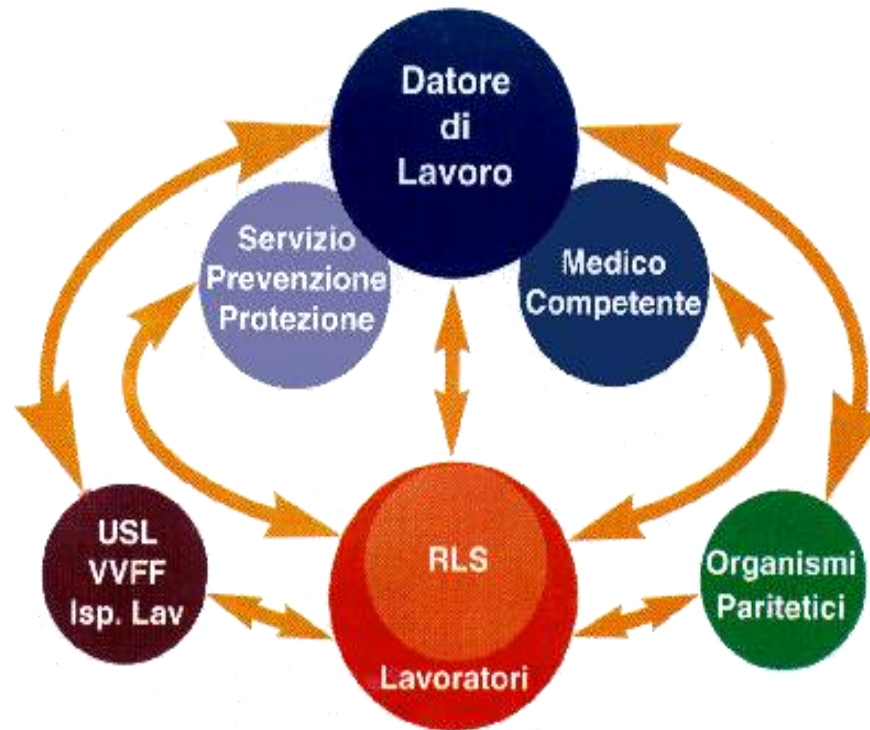 Datore
di
Lavoro
Servizio
Prevenzione
Protezione
Medico
Competente
USL
VVFF
Isp. Lav
RLS
Lavoratori
Organismi
Paritetici